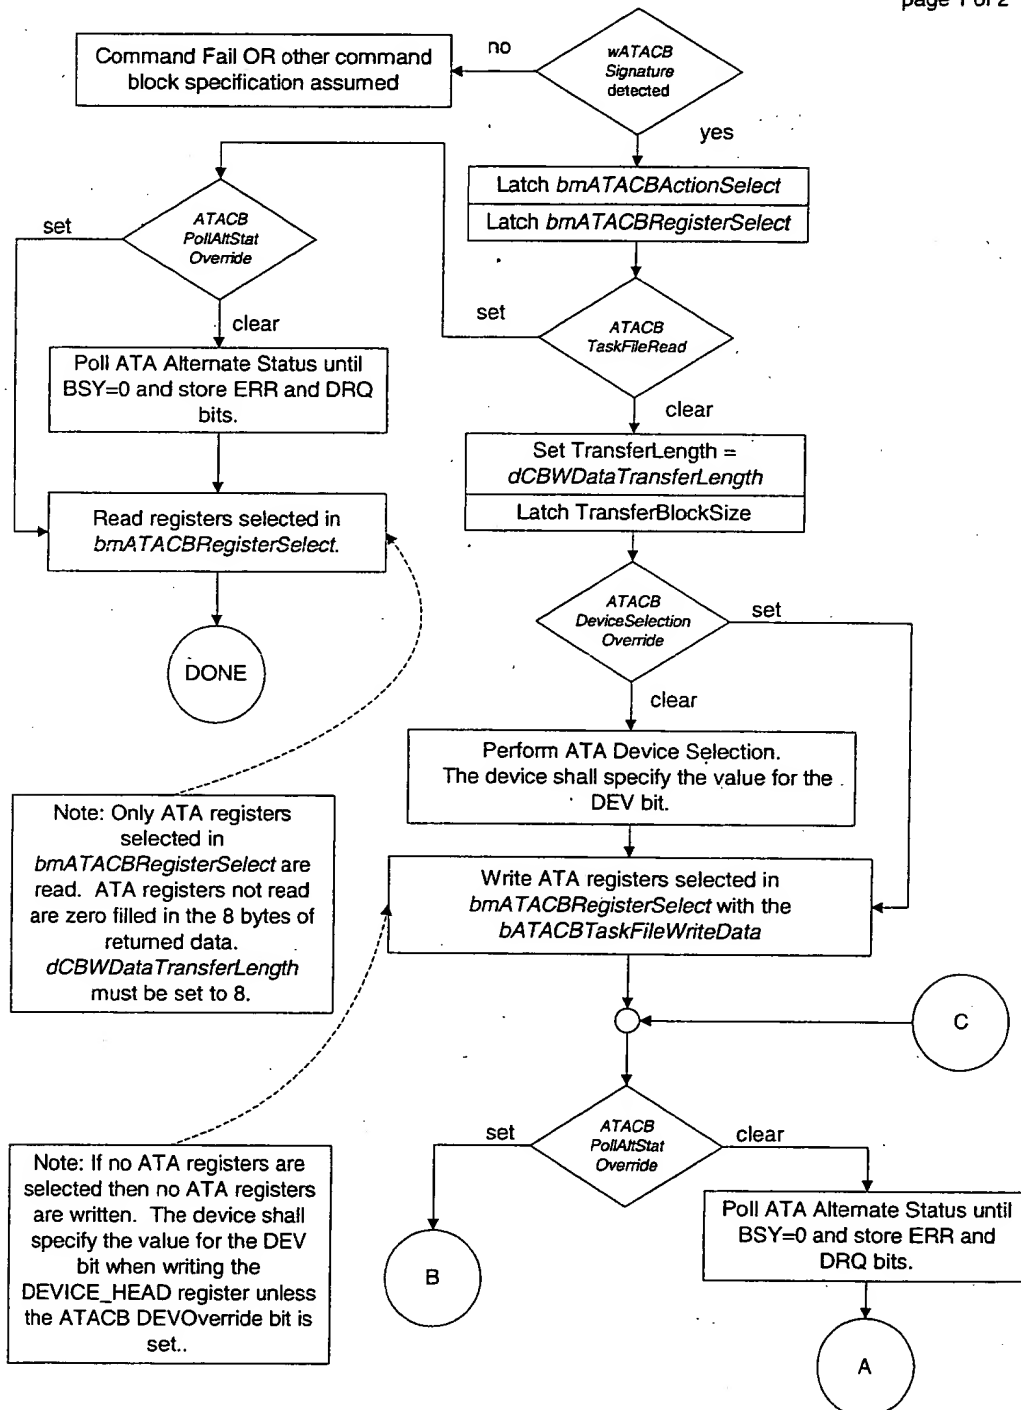 page 1 of 2
no
Command Fail OR other command
block specification assumed
wATACB
Signature
detected
yes
Latch bmATACBActionSelect
Latch bmATACBRegisterSelect
set
ATACB
PollAltStat
Override
set
ATACB
TaskFileRead
clear
Poll ATA Alternate Status until
BSY=0 and store ERR and DRQ
bits.
clear
Set TransferLength =
dCBWDataTransferLength
Latch TransferBlockSize
Read registers selected in
bmATACBRegisterSelect.
ATACB
DeviceSelection
Override
set
DONE
clear
Perform ATA Device Selection.
The device shall specify the value for the
DEV bit.
Note: Only ATA registers
selected in
bmATACBRegisterSelect are
read. ATA registers not read
are zero filled in the 8 bytes of
returned data.
dCBWDataTransferLength
must be set to 8.
Write ATA registers selected in
bmATACBRegisterSelect with the
bATACBTaskFileWriteData
C
set
ATACB
PollAltStat
Override
clear
Note: If no ATA registers are
selected then no ATA registers
are written. The device shall
specify the value for the DEV
bit when writing the
DEVICE_HEAD register unless
the ATACB DEVOverride bit is
set..
Poll ATA Alternate Status until
BSY=0 and store ERR and
DRQ bits.
B
A